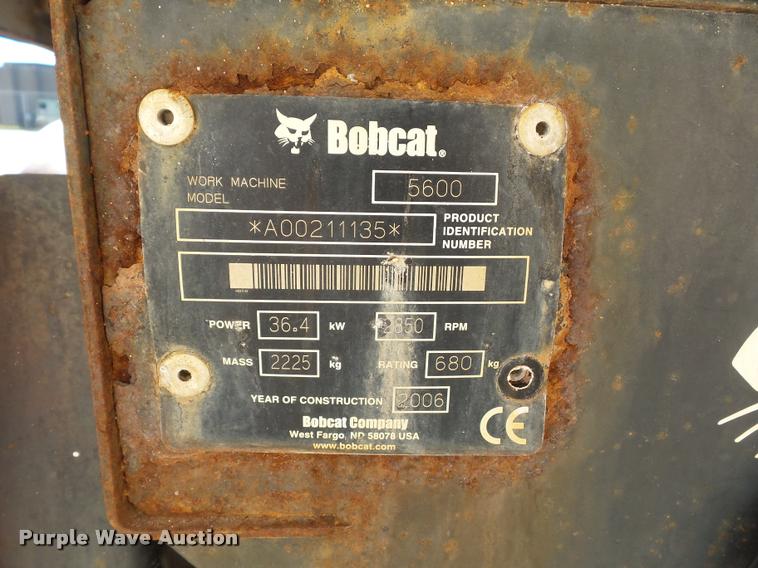 Bobcat®
WORK MACHINE MODEL 5600
*A00211135* PRODUCT IDENTIFICATION NUMBER
POWER 36.4 kW 2850 RPM
MASS 2225 kg RATING 680 kg
YEAR OF CONSTRUCTION 2006
Bobcat Company
West Fargo, ND 58078 USA
www.bobcat.com
CE
Purple Wave Auction